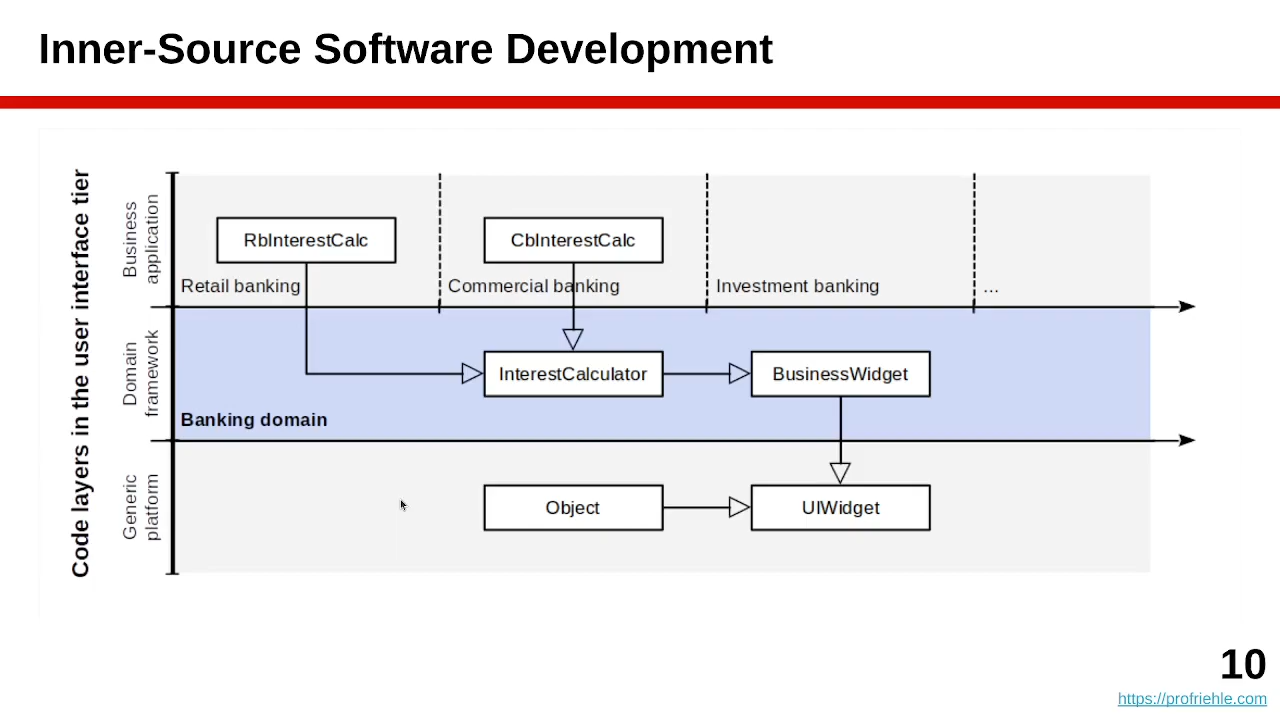 Inner-Source Software Development
Code layers in the user interface tier
Business
application
RbInterestCalc
CbInterestCalc
Retail banking
Commercial banking
Investment banking
...
Domain
framework
InterestCalculator
BusinessWidget
Banking domain
Generic
platform
Object
UIWidget
10
https://profriehle.com